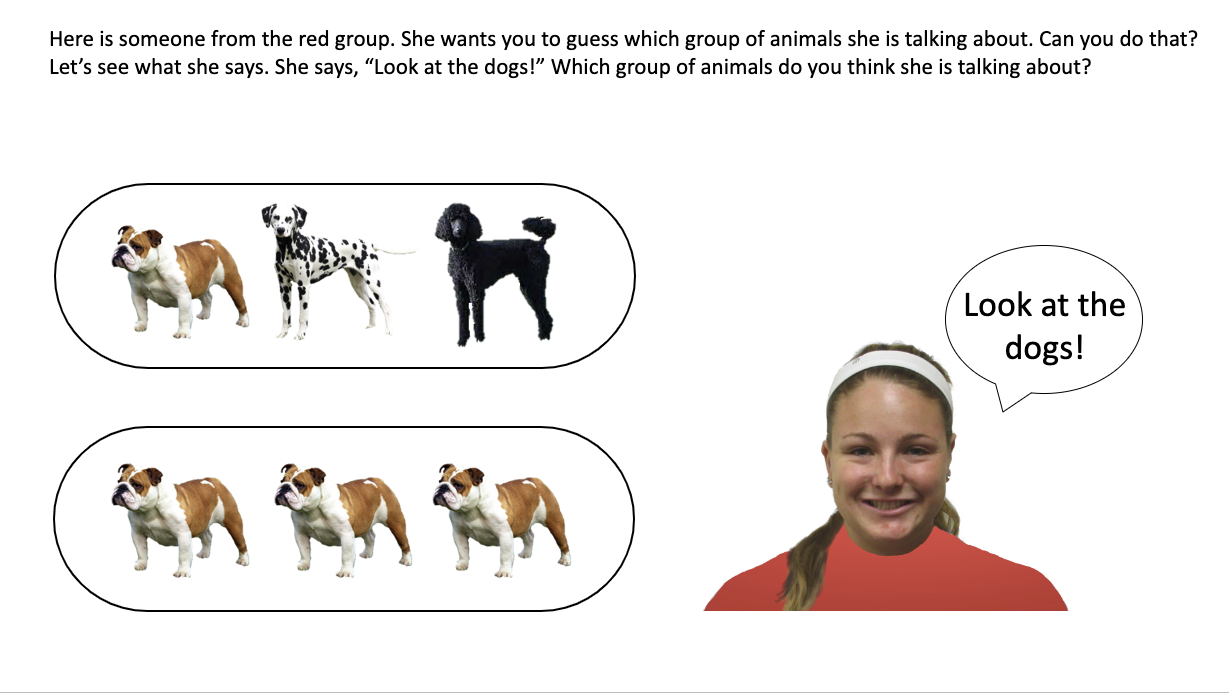 Here is someone from the red group. She wants you to guess which group of animals she is talking about. Can you do that?
Let’s see what she says. She says, “Look at the dogs!” Which group of animals do you think she is talking about?
Look at the
dogs!